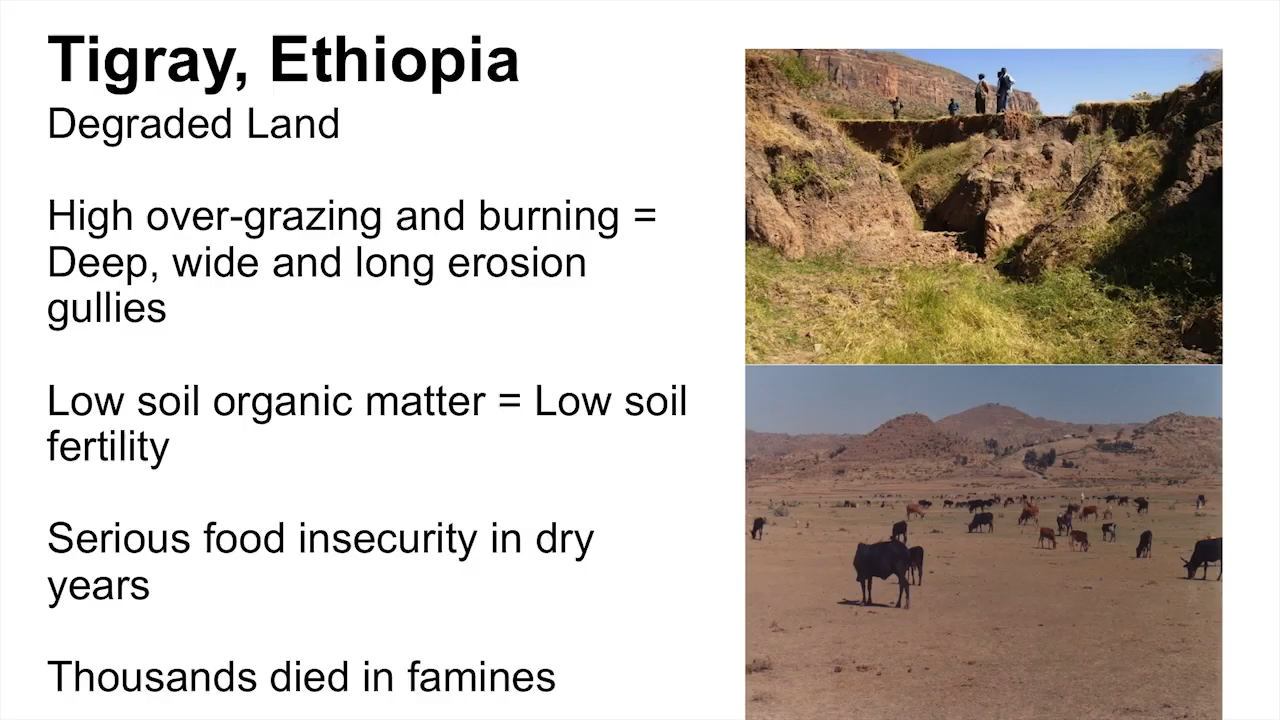 Tigray, Ethiopia
Degraded Land
High over-grazing and burning =
Deep, wide and long erosion
gullies
Low soil organic matter = Low soil
fertility
Serious food insecurity in dry
years
Thousands died in famines